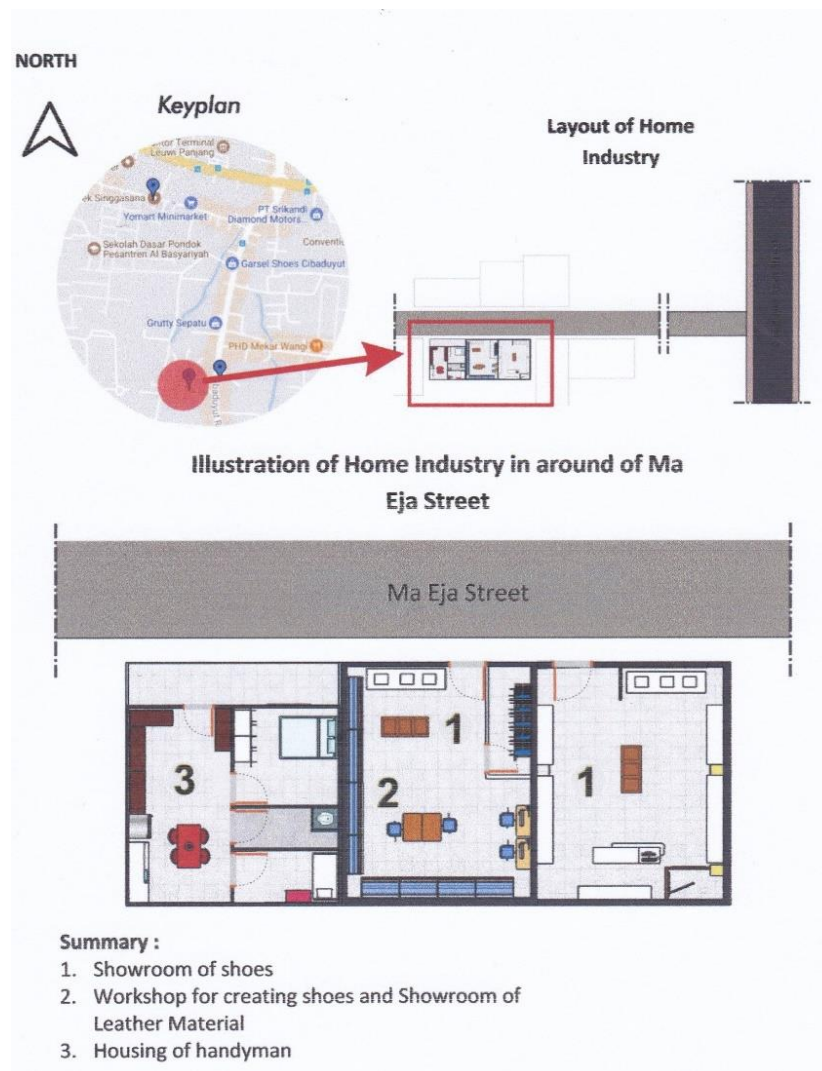 NORTH
Keyplan
Layout of Home
Industry
Terminal
Leuwi Panjang
Singgasana
Yomart Minimarket
PT Srikandi
Diamond Motors...
Sekolah Dasar Pondok
Pesantren Al Basyariyah
Garsel Shoes Cibaduyut
Grutty Sepatu
PHD Mekar Wangi
Illustration of Home Industry in around of Ma
Eja Street
Ma Eja Street
1
2
3
1
Summary :
1. Showroom of shoes
2. Workshop for creating shoes and Showroom of
Leather Material
3. Housing of handyman